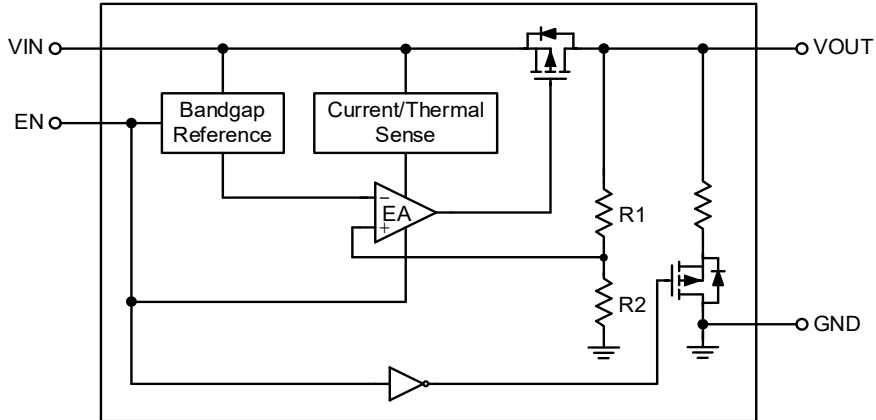 VIN
VOUT
EN
Bandgap
Reference
Current/Thermal
Sense
−
EA
+
R1
R2
GND